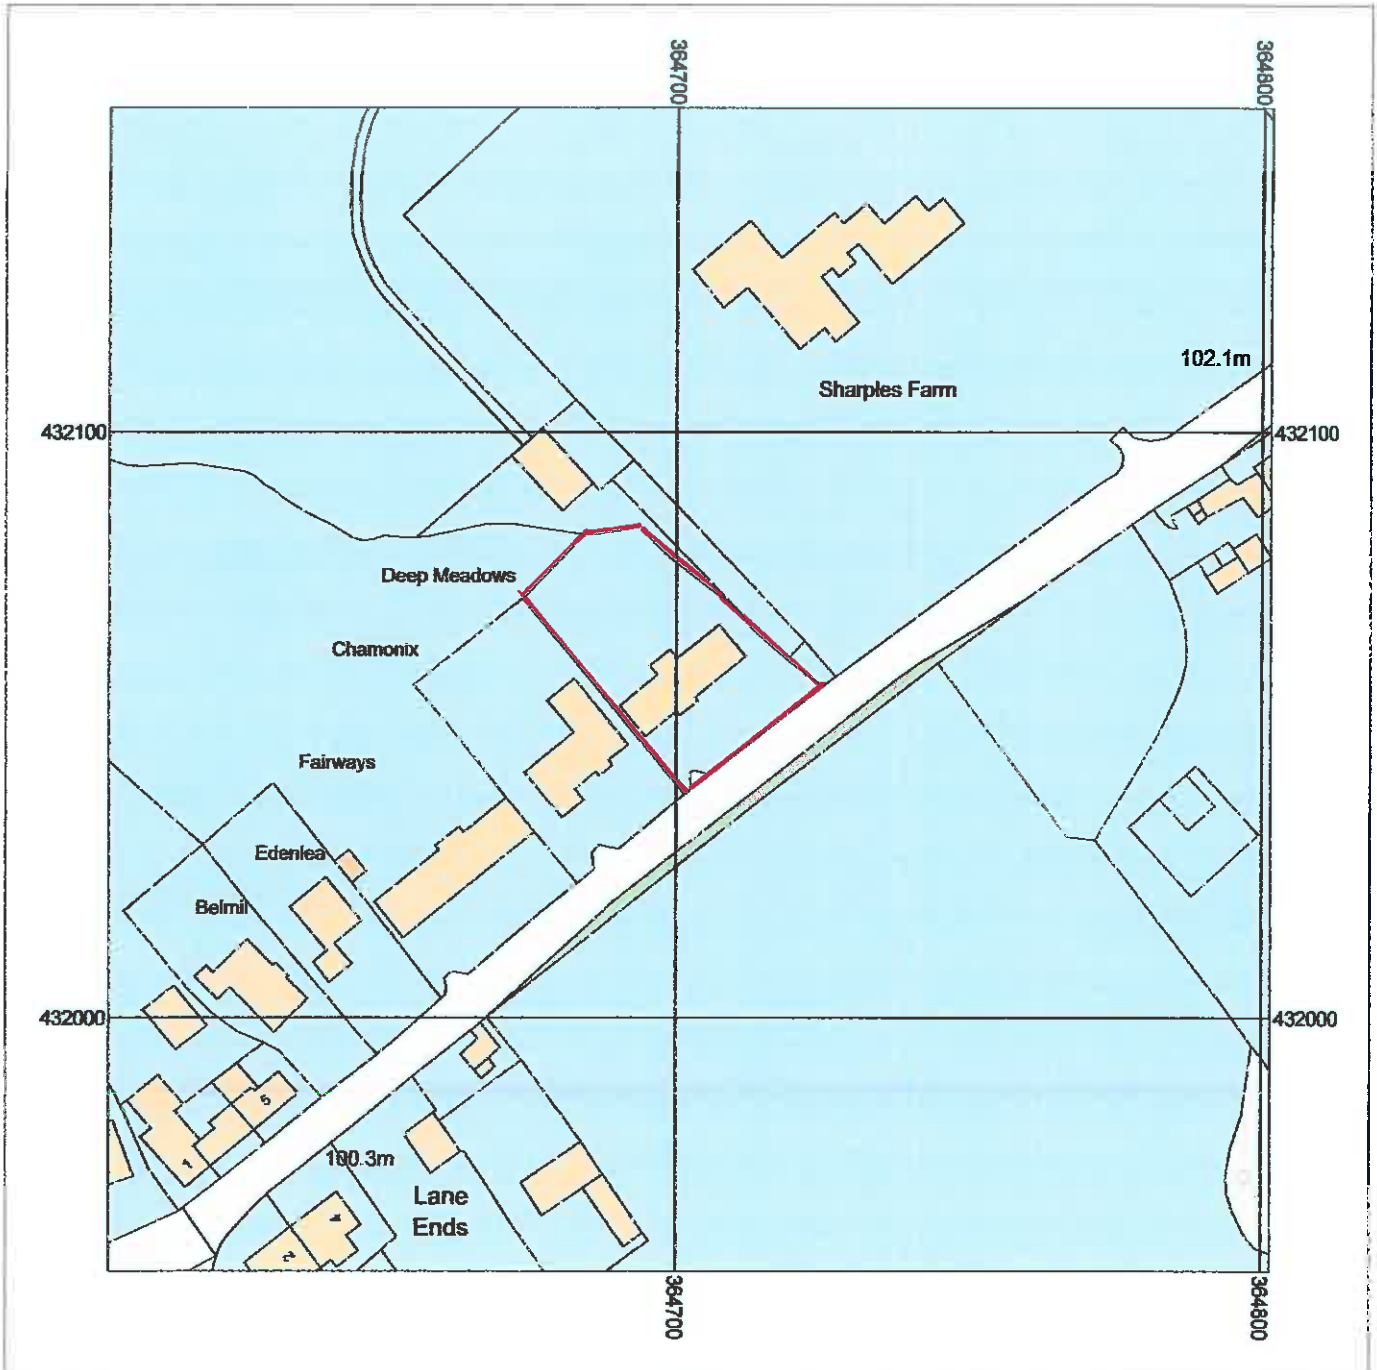 364700
364800
102.1m
Sharples Farm
432100
432100
Deep Meadows
Chamonix
Fairways
Edenlea
Belmil
432000
432000
5
1
100.3m
Lane
Ends
4
2
364700
364800